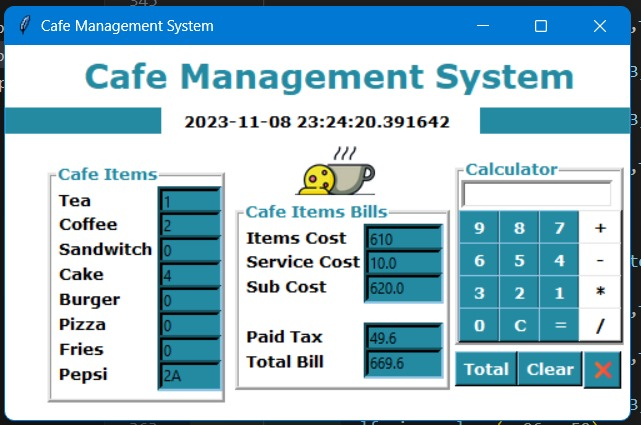 Cafe Management System
Cafe Management System
2023-11-08 23:24:20.391642
Cafe Items
Tea 1
Coffee 2
Sandwitch 0
Cake 4
Burger 0
Pizza 0
Fries 0
Pepsi 2A
Cafe Items Bills
Items Cost 610
Service Cost 10.0
Sub Cost 620.0
Paid Tax 49.6
Total Bill 669.6
Calculator
9 8 7 +
6 5 4 -
3 2 1 *
0 C = /
Total Clear